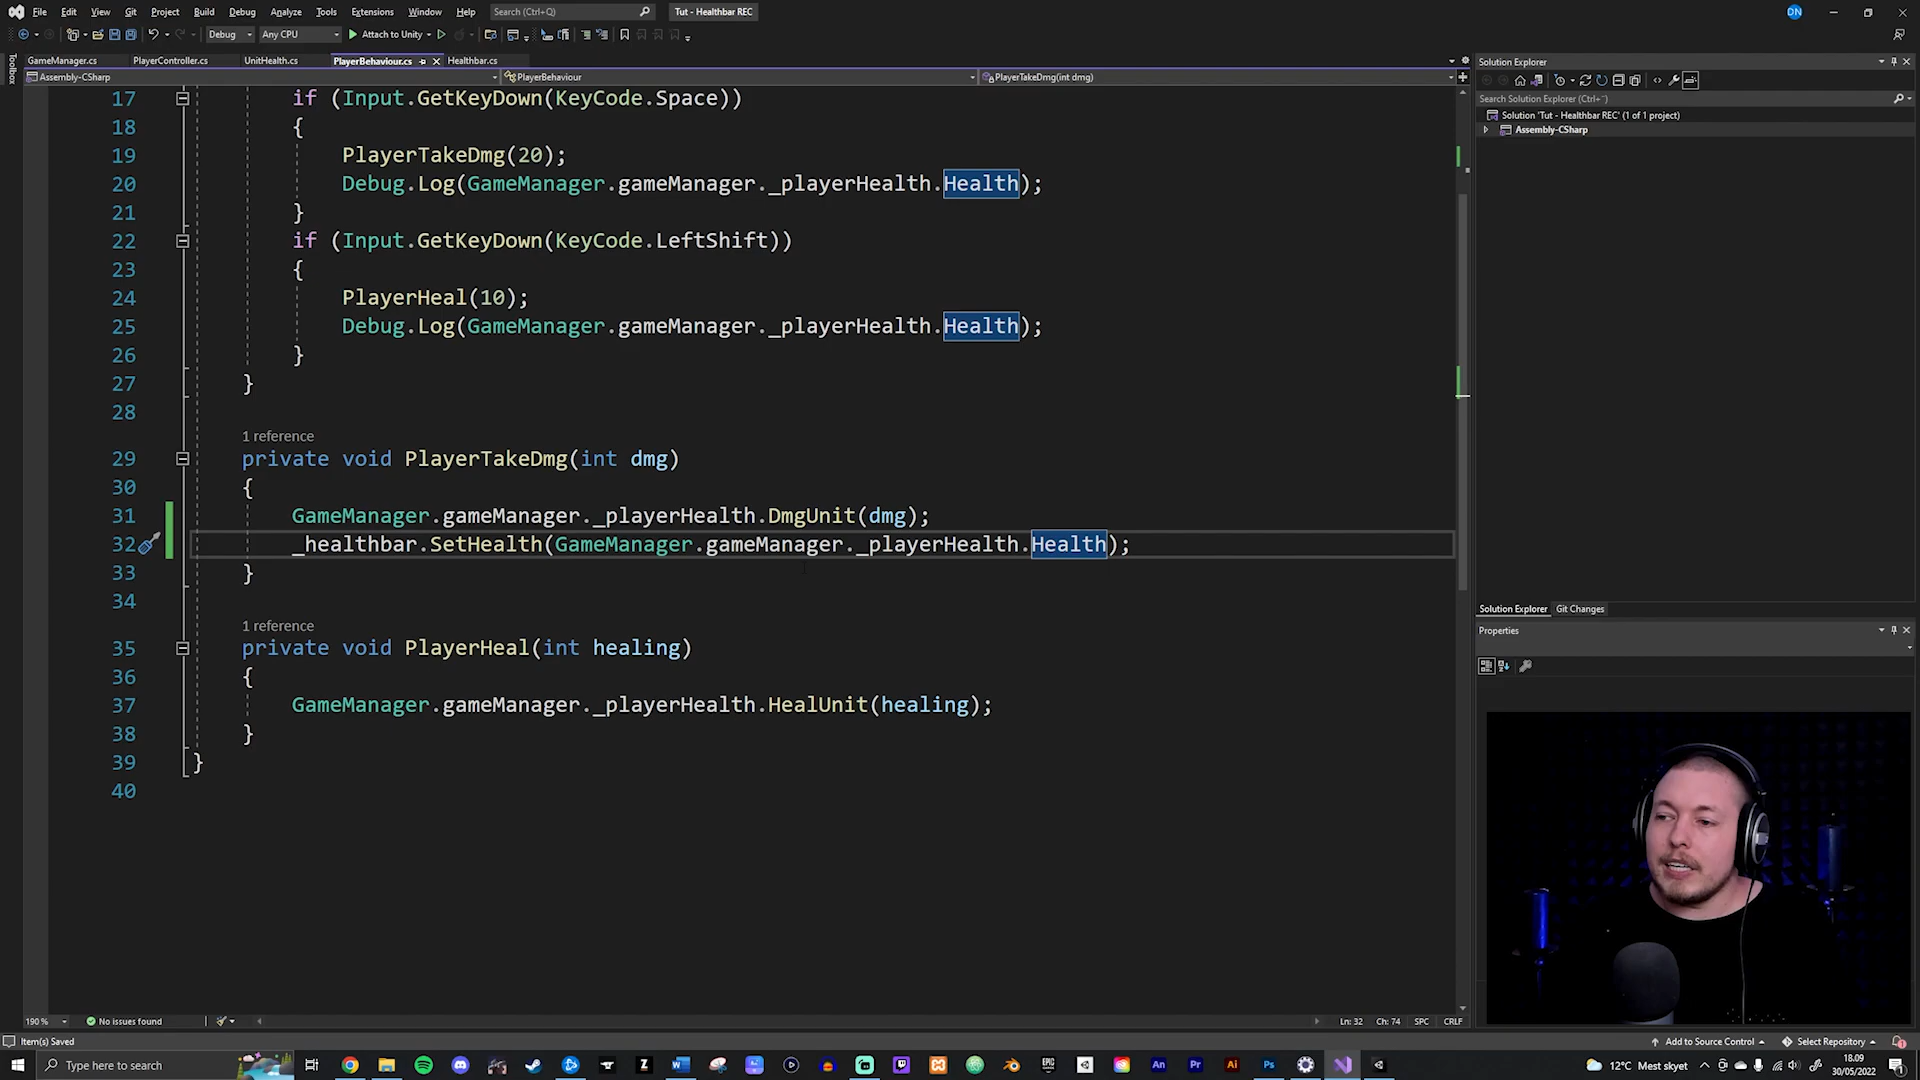 File Edit View Git Project Build Debug Analyze Tools Extensions Window Help Search (Ctrl+Q) Tut - Healthbar REC DN
Debug Any CPU Attach to Unity
GameManager.cs PlayerController.cs UnitHealth.cs PlayerBehaviour.cs Healthbar.cs
Assembly-CSharp PlayerBehaviour PlayerTakeDmg(int dmg)
Toolbox
17 if (Input.GetKeyDown(KeyCode.Space))
18 {
19 PlayerTakeDmg(20);
20 Debug.Log(GameManager.gameManager._playerHealth.Health);
21 }
22 if (Input.GetKeyDown(KeyCode.LeftShift))
23 {
24 PlayerHeal(10);
25 Debug.Log(GameManager.gameManager._playerHealth.Health);
26 }
27 }
28
1 reference
29 private void PlayerTakeDmg(int dmg)
30 {
31 GameManager.gameManager._playerHealth.DmgUnit(dmg);
32 _healthbar.SetHealth(GameManager.gameManager._playerHealth.Health);
33 }
34
1 reference
35 private void PlayerHeal(int healing)
36 {
37 GameManager.gameManager._playerHealth.HealUnit(healing);
38 }
39 }
40
Solution Explorer
Search Solution Explorer (Ctrl+¨)
Solution 'Tut - Healthbar REC' (1 of 1 project)
Assembly-CSharp
Solution Explorer Git Changes
Properties
190 % No issues found Ln: 32 Ch: 74 SPC CRLF
Item(s) Saved Add to Source Control Select Repository
Type here to search 12°C Mest skyet 18.09
30/05/2022